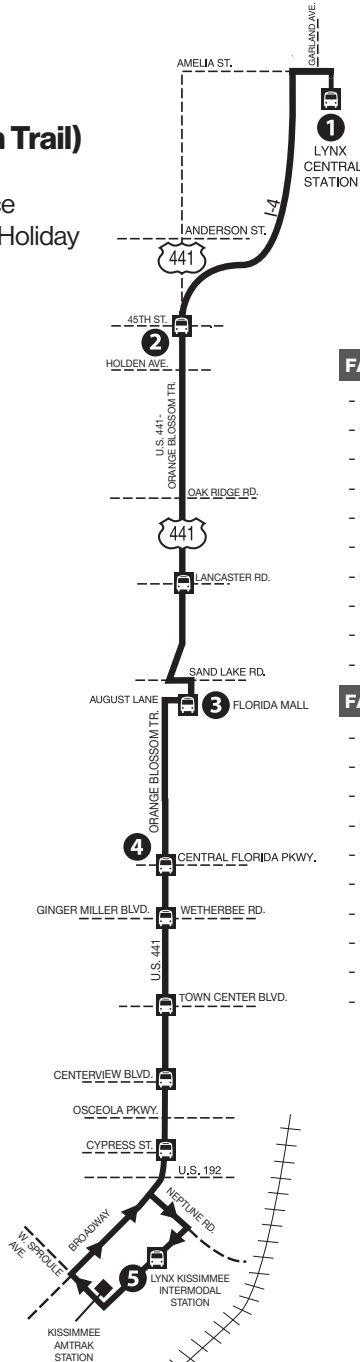 GARLAND AVE.
AMELIA ST.
1
LYNX
CENTRAL
STATION
Trail)
I-4
Holiday
ANDERSON ST.
441
45TH ST.
2
HOLDEN AVE.
U.S. 441-
ORANGE BLOSSOM TR.
OAK RIDGE RD.
441
LANCASTER RD.
SAND LAKE RD.
AUGUST LANE
3 FLORIDA MALL
ORANGE BLOSSOM TR.
4
CENTRAL FLORIDA PKWY.
GINGER MILLER BLVD.
WETHERBEE RD.
U.S. 441
TOWN CENTER BLVD.
CENTERVIEW BLVD.
OSCEOLA PKWY.
CYPRESS ST.
U.S. 192
NEPTUNE RD.
BROADWAY
W. SPROULE
AVE.
5
LYNX KISSIMMEE
INTERMODAL
STATION
KISSIMMEE
AMTRAK
STATION